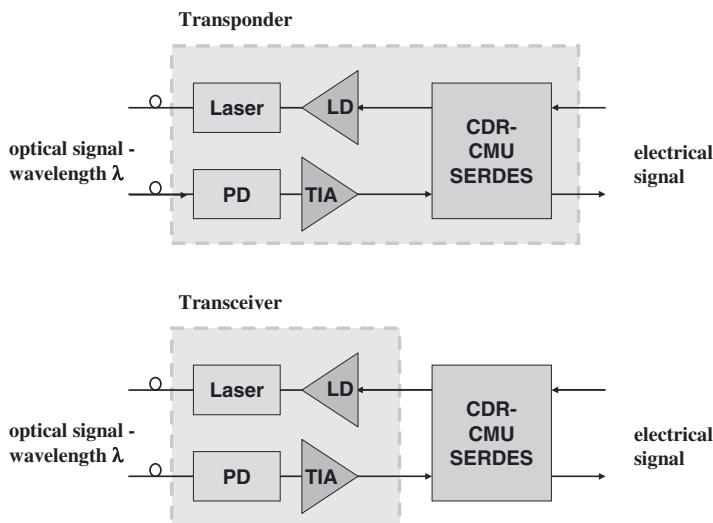 Transponder
Laser
LD
CDR-
CMU
SERDES
optical signal -
wavelength λ
PD
TIA
electrical
signal
Transceiver
Laser
LD
CDR-
CMU
SERDES
optical signal -
wavelength λ
PD
TIA
electrical
signal